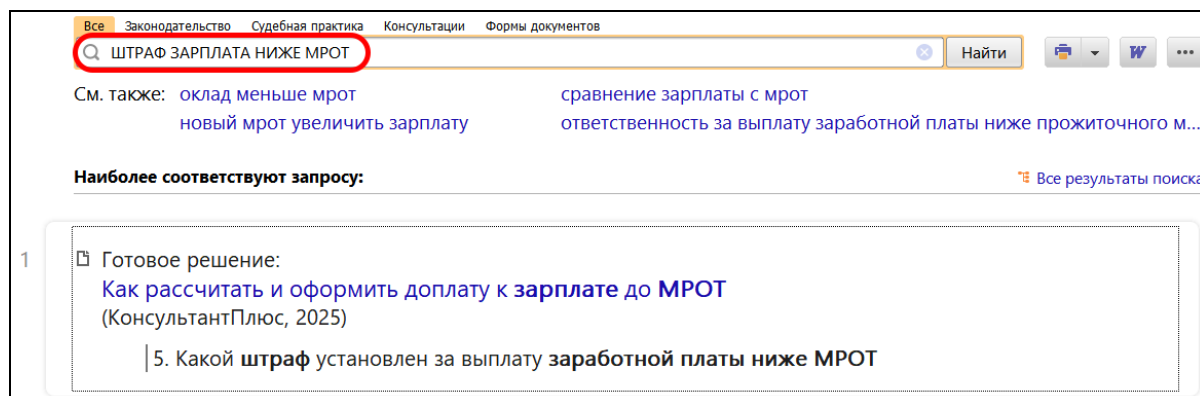 Все Законодательство Судебная практика Консультации Формы документов
ШТРАФ ЗАРПЛАТА НИЖЕ МРОТ Найти W ...
См. также: оклад меньше мрот сравнение зарплаты с мрот
новый мрот увеличить зарплату ответственность за выплату заработной платы ниже прожиточного м...
Наиболее соответствуют запросу: Все результаты поиска
1 Готовое решение:
Как рассчитать и оформить доплату к зарплате до МРОТ
(КонсультантПлюс, 2025)
5. Какой штраф установлен за выплату заработной платы ниже МРОТ